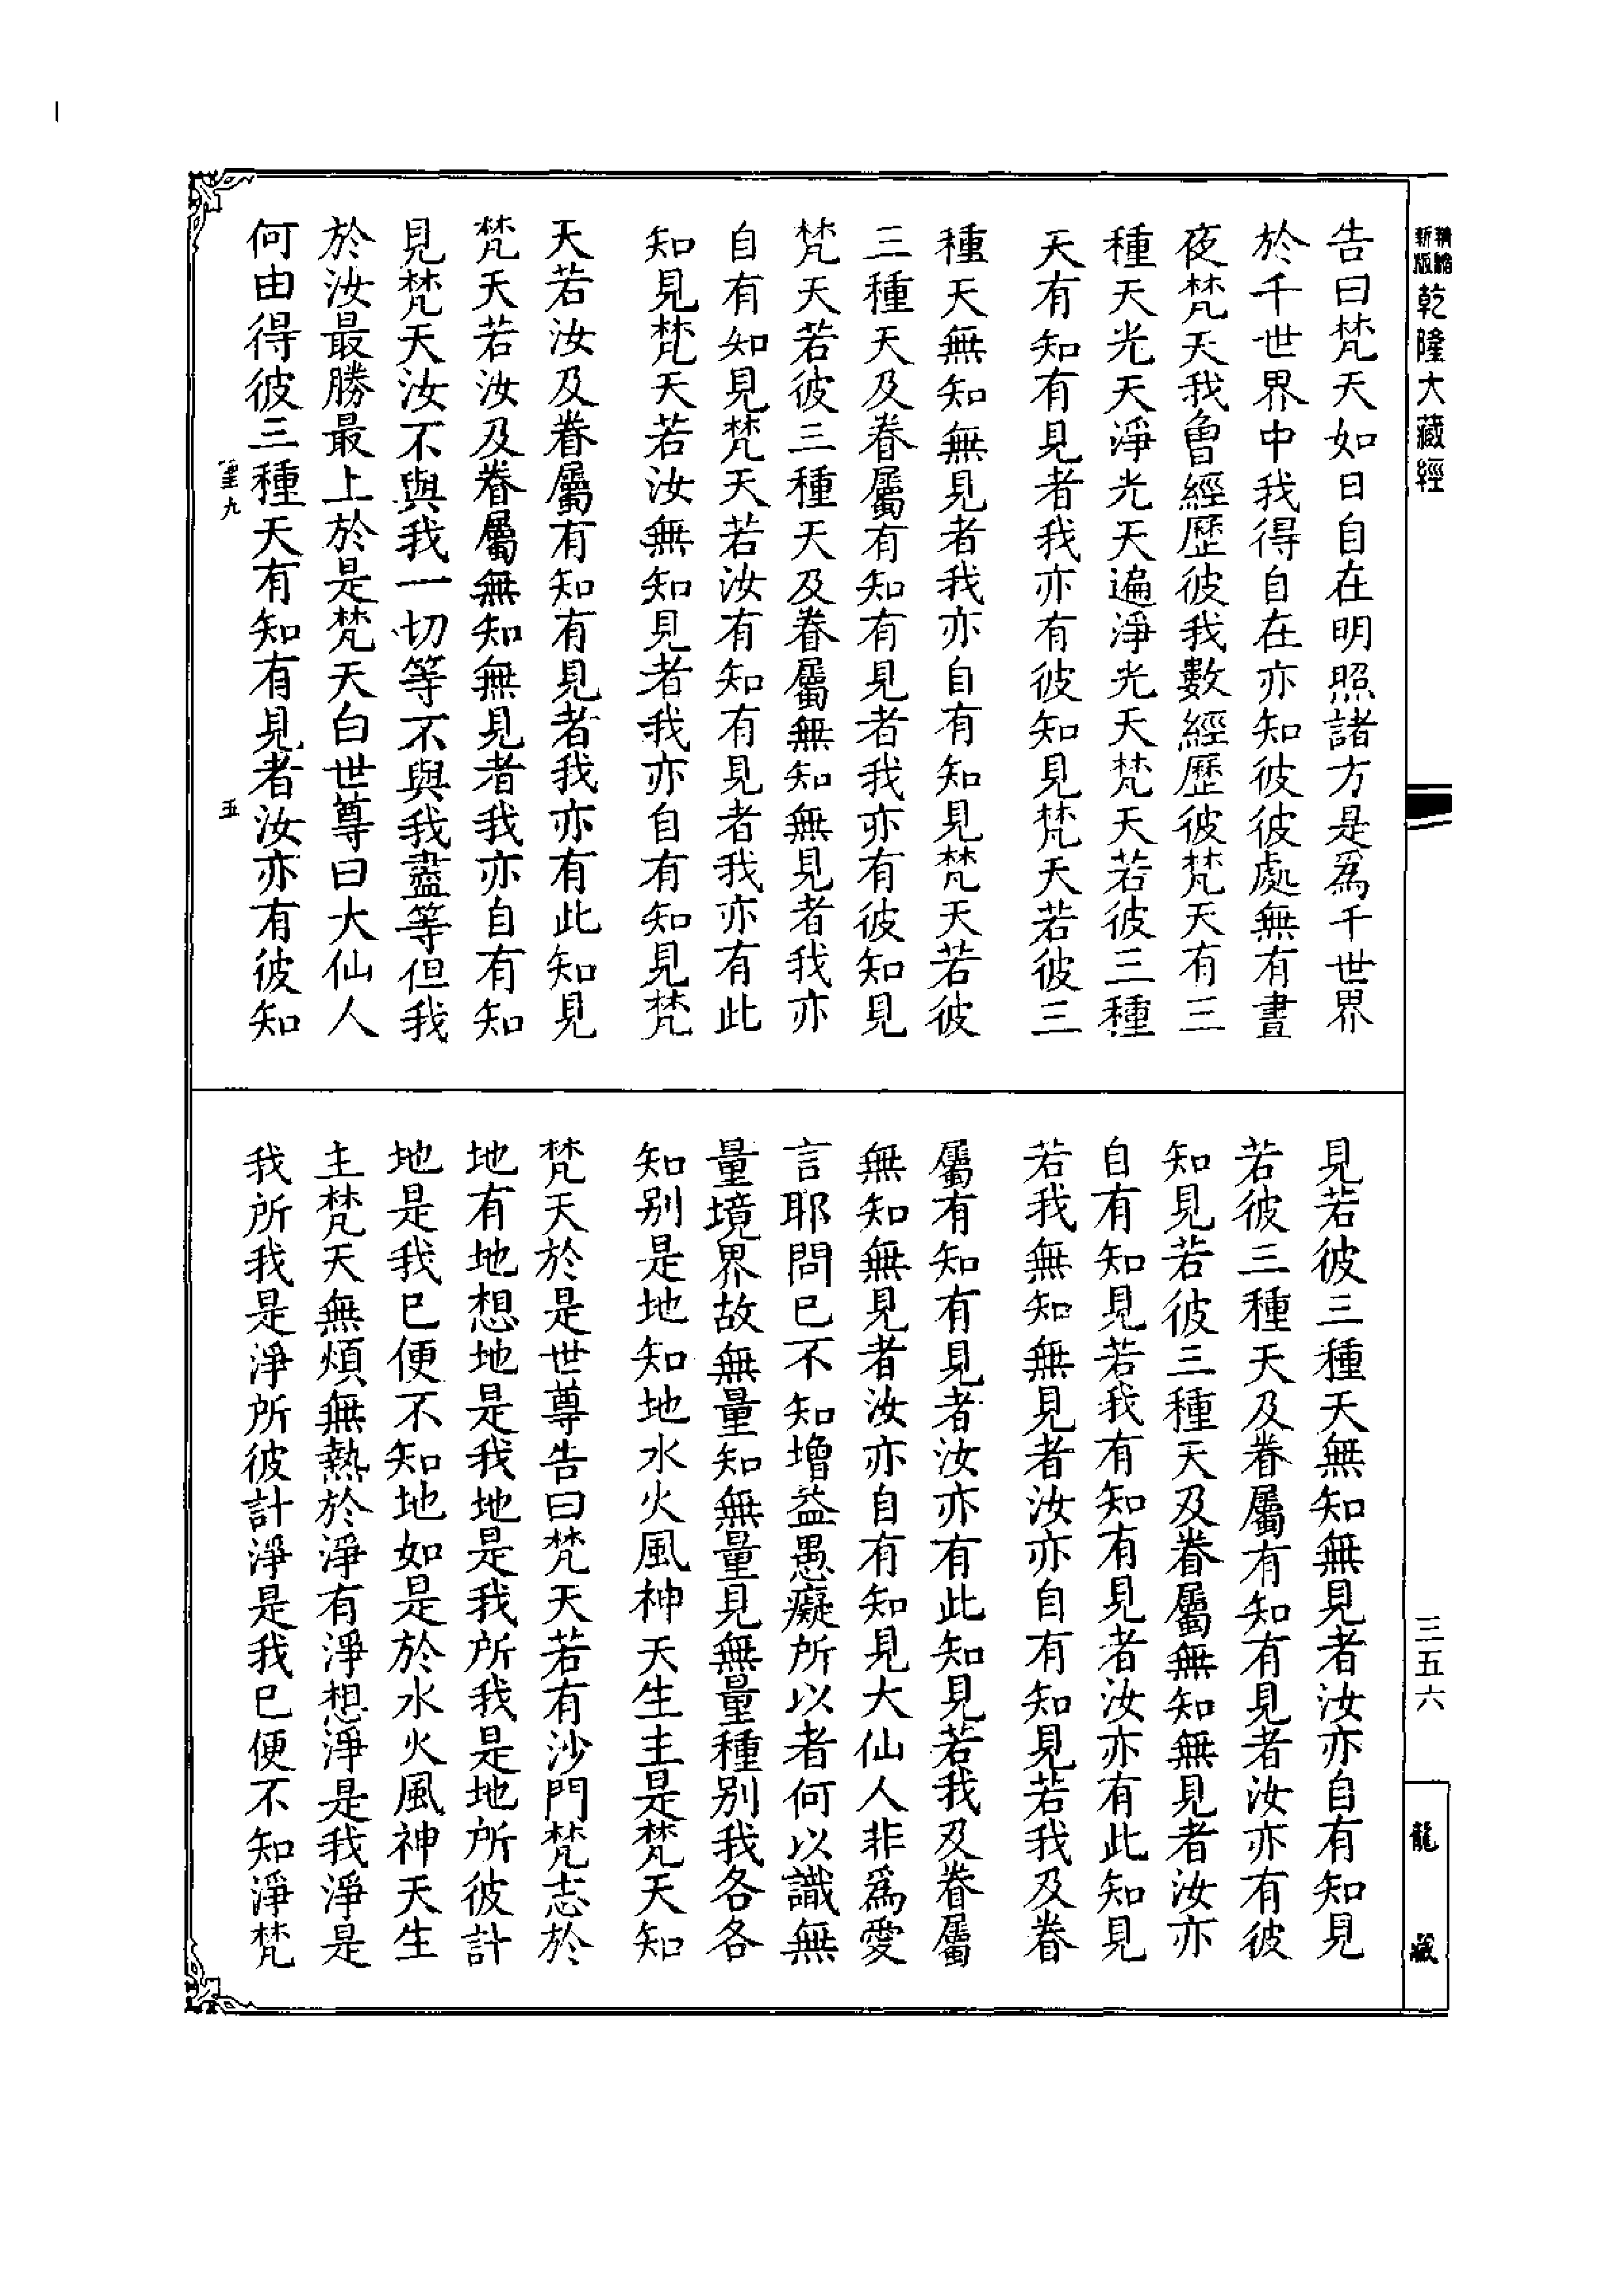 精縮新版
乾隆大藏經
告曰梵天如日自在明照諸方是爲千世界
於千世界中我得自在亦知彼彼處無有晝
夜梵天我曾經歷彼我數經歷彼梵天有三
種天光天淨光天遍淨光天梵天若彼三種
天有知有見者我亦有彼知見梵天若彼三
種天無知無見者我亦自有知見梵天若彼
三種天及眷屬有知有見者我亦有彼知見
梵天若彼三種天及眷屬無知無見者我亦
自有知見梵天若汝有知有見者我亦有此
知見梵天若汝無知見者我亦自有知見梵
天若汝及眷屬有知有見者我亦有此知見
梵天若汝及眷屬無知無見者我亦自有知
見梵天汝不與我一切等不與我盡等但我
於汝最勝最上於是梵天白世尊曰大仙人
何由得彼三種天有知有見者汝亦有彼知
九
五
見若彼三種天無知無見者汝亦自有知見
若彼三種天及眷屬有知有見者汝亦有彼
知見若彼三種天及眷屬無知無見者汝亦
自有知見若我有知有見者汝亦有此知見
若我無知無見者汝亦自有知見若我及眷
屬有知有見者汝亦有此知見若我及眷屬
無知無見者汝亦自有知見大仙人非爲愛
言耶問已不知增益愚癡所以者何以識無
量境界故無量知無量見無量種別我各各
知别是地知地水火風神天生主是梵天知
梵天於是世尊告曰梵天若有沙門梵志於
地有地想地是我地是我所我是地所彼計
地是我已便不知地如是於水火風神天生
主梵天無煩無熱於淨有淨想淨是我淨是
我所我是淨所彼計淨是我已便不知淨梵
三五六
龍藏